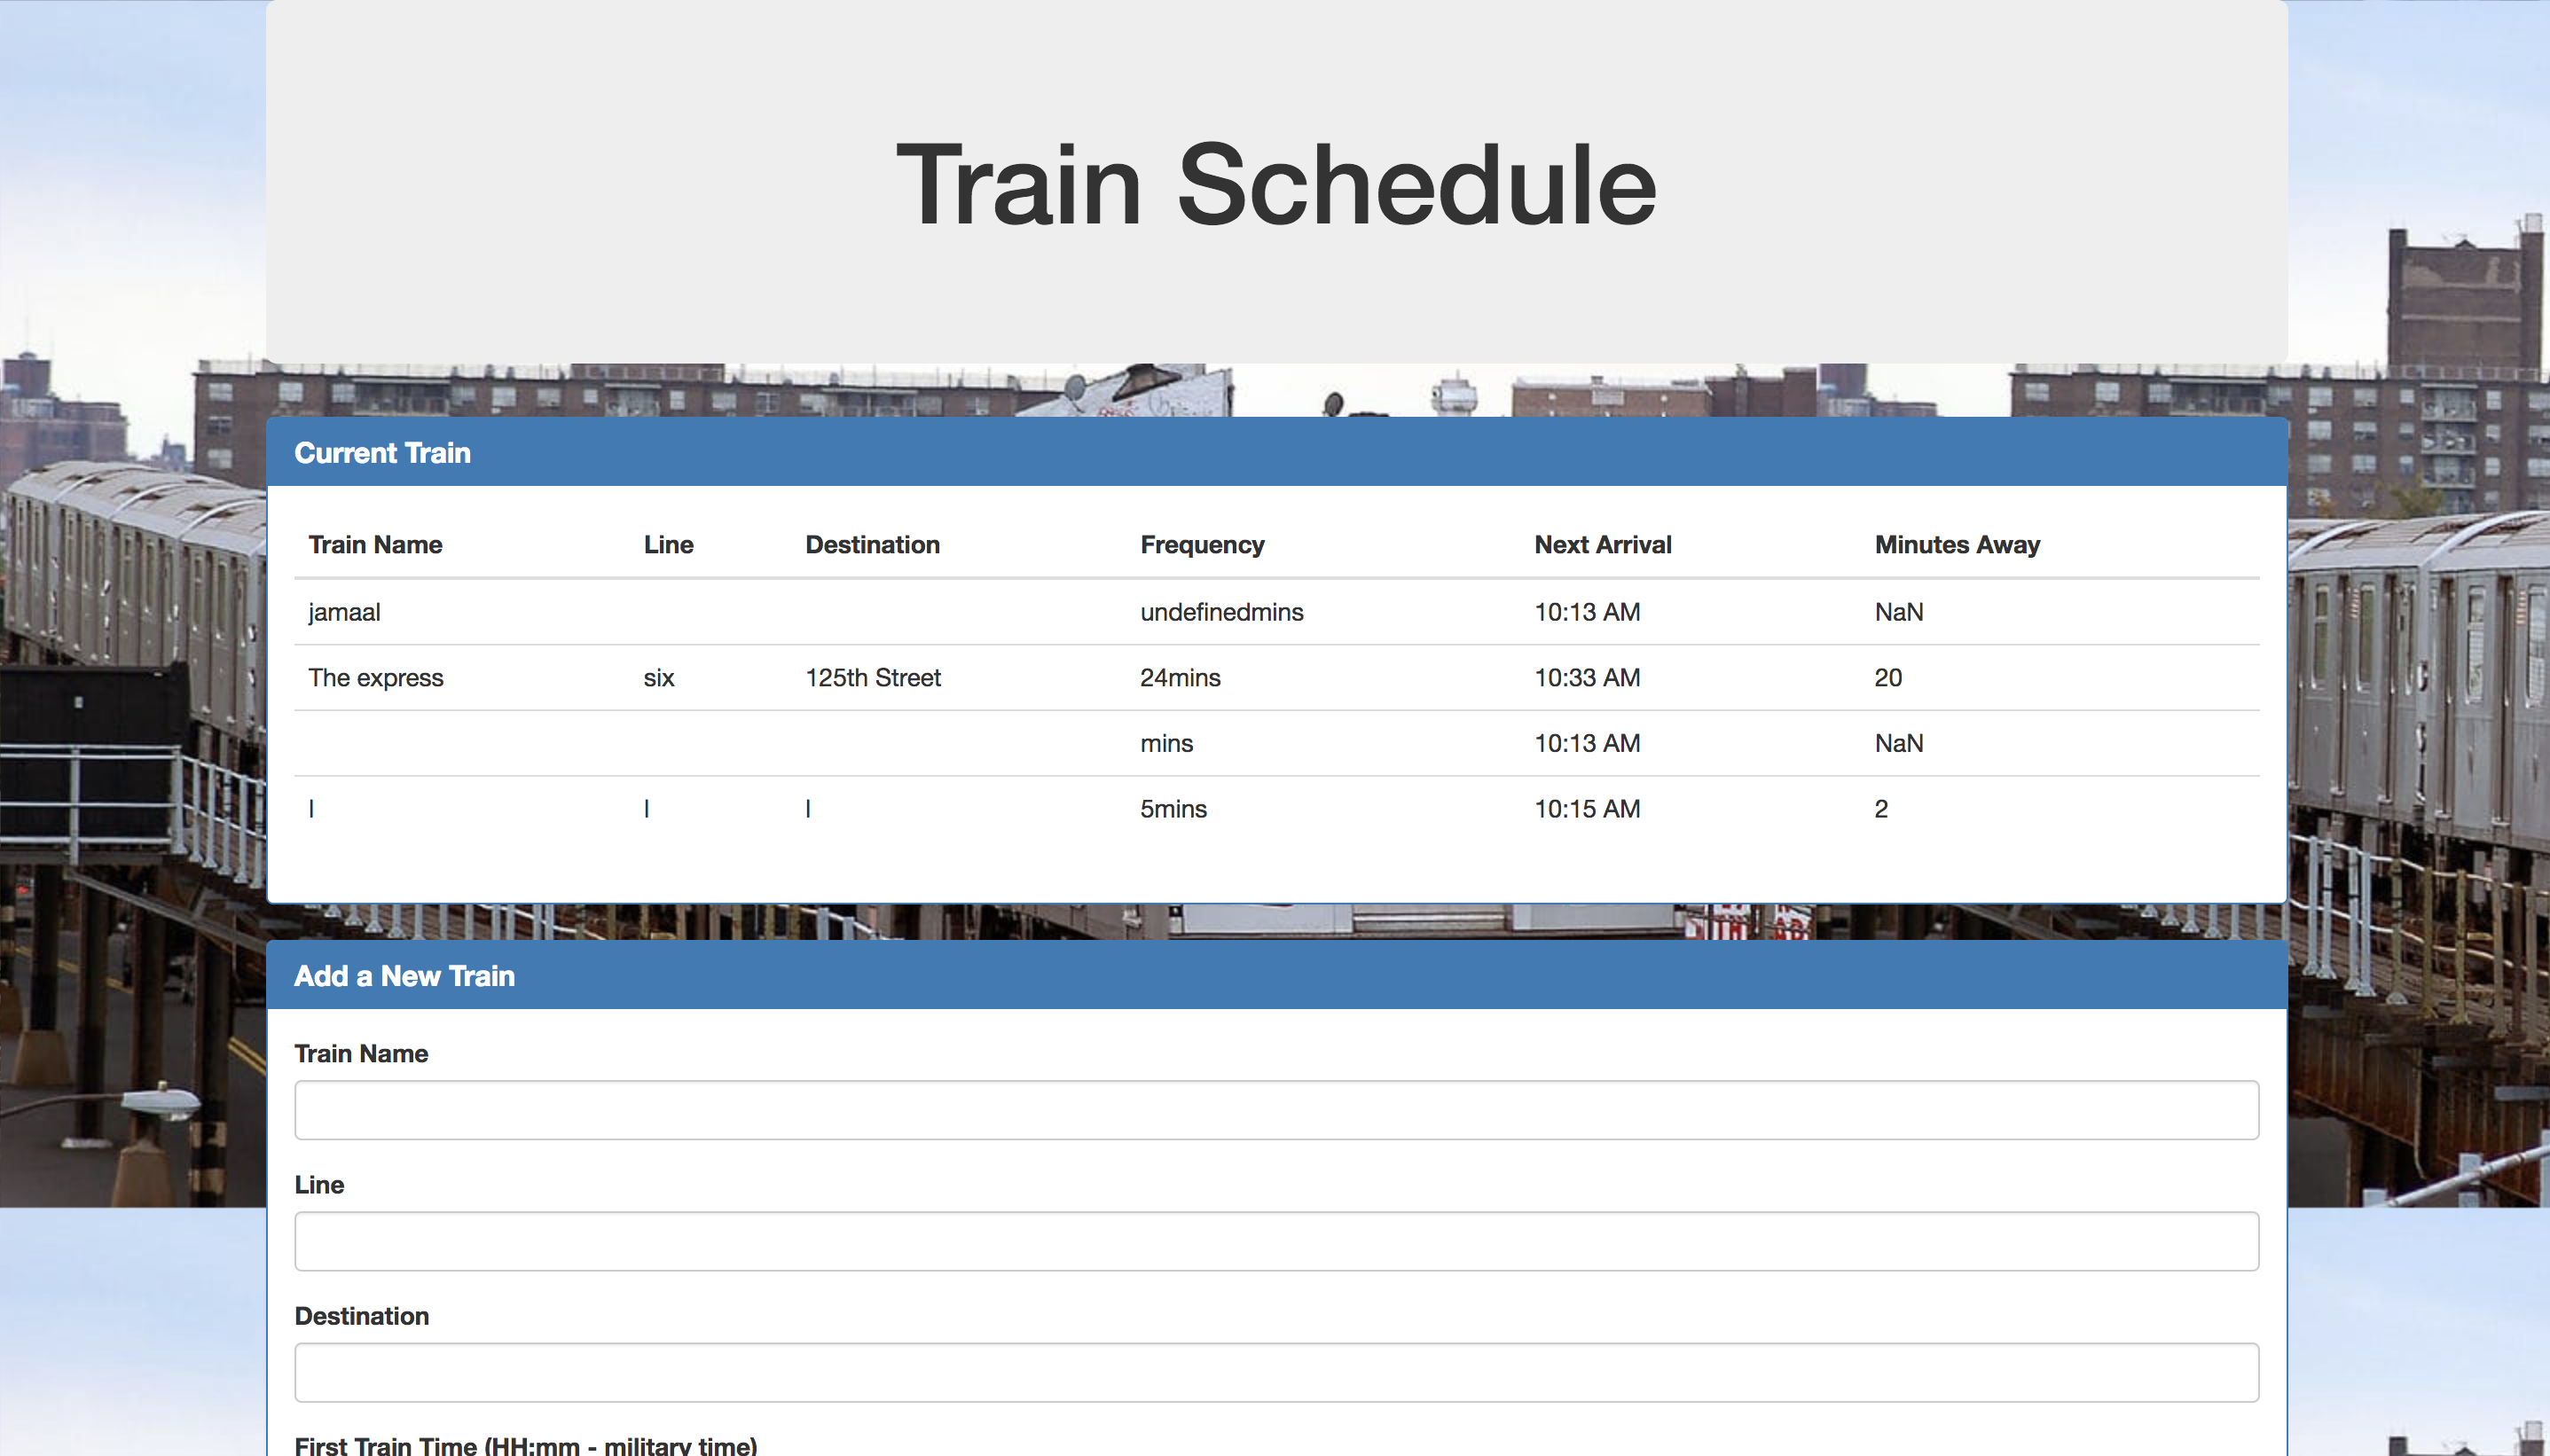 Train Schedule
Current Train
Train Name Line Destination Frequency Next Arrival Minutes Away
jamaal undefinedmins 10:13 AM NaN
The express six 125th Street 24mins 10:33 AM 20
mins 10:13 AM NaN
l l l 5mins 10:15 AM 2
Add a New Train
Train Name
Line
Destination
First Train Time (HH:mm - military time)